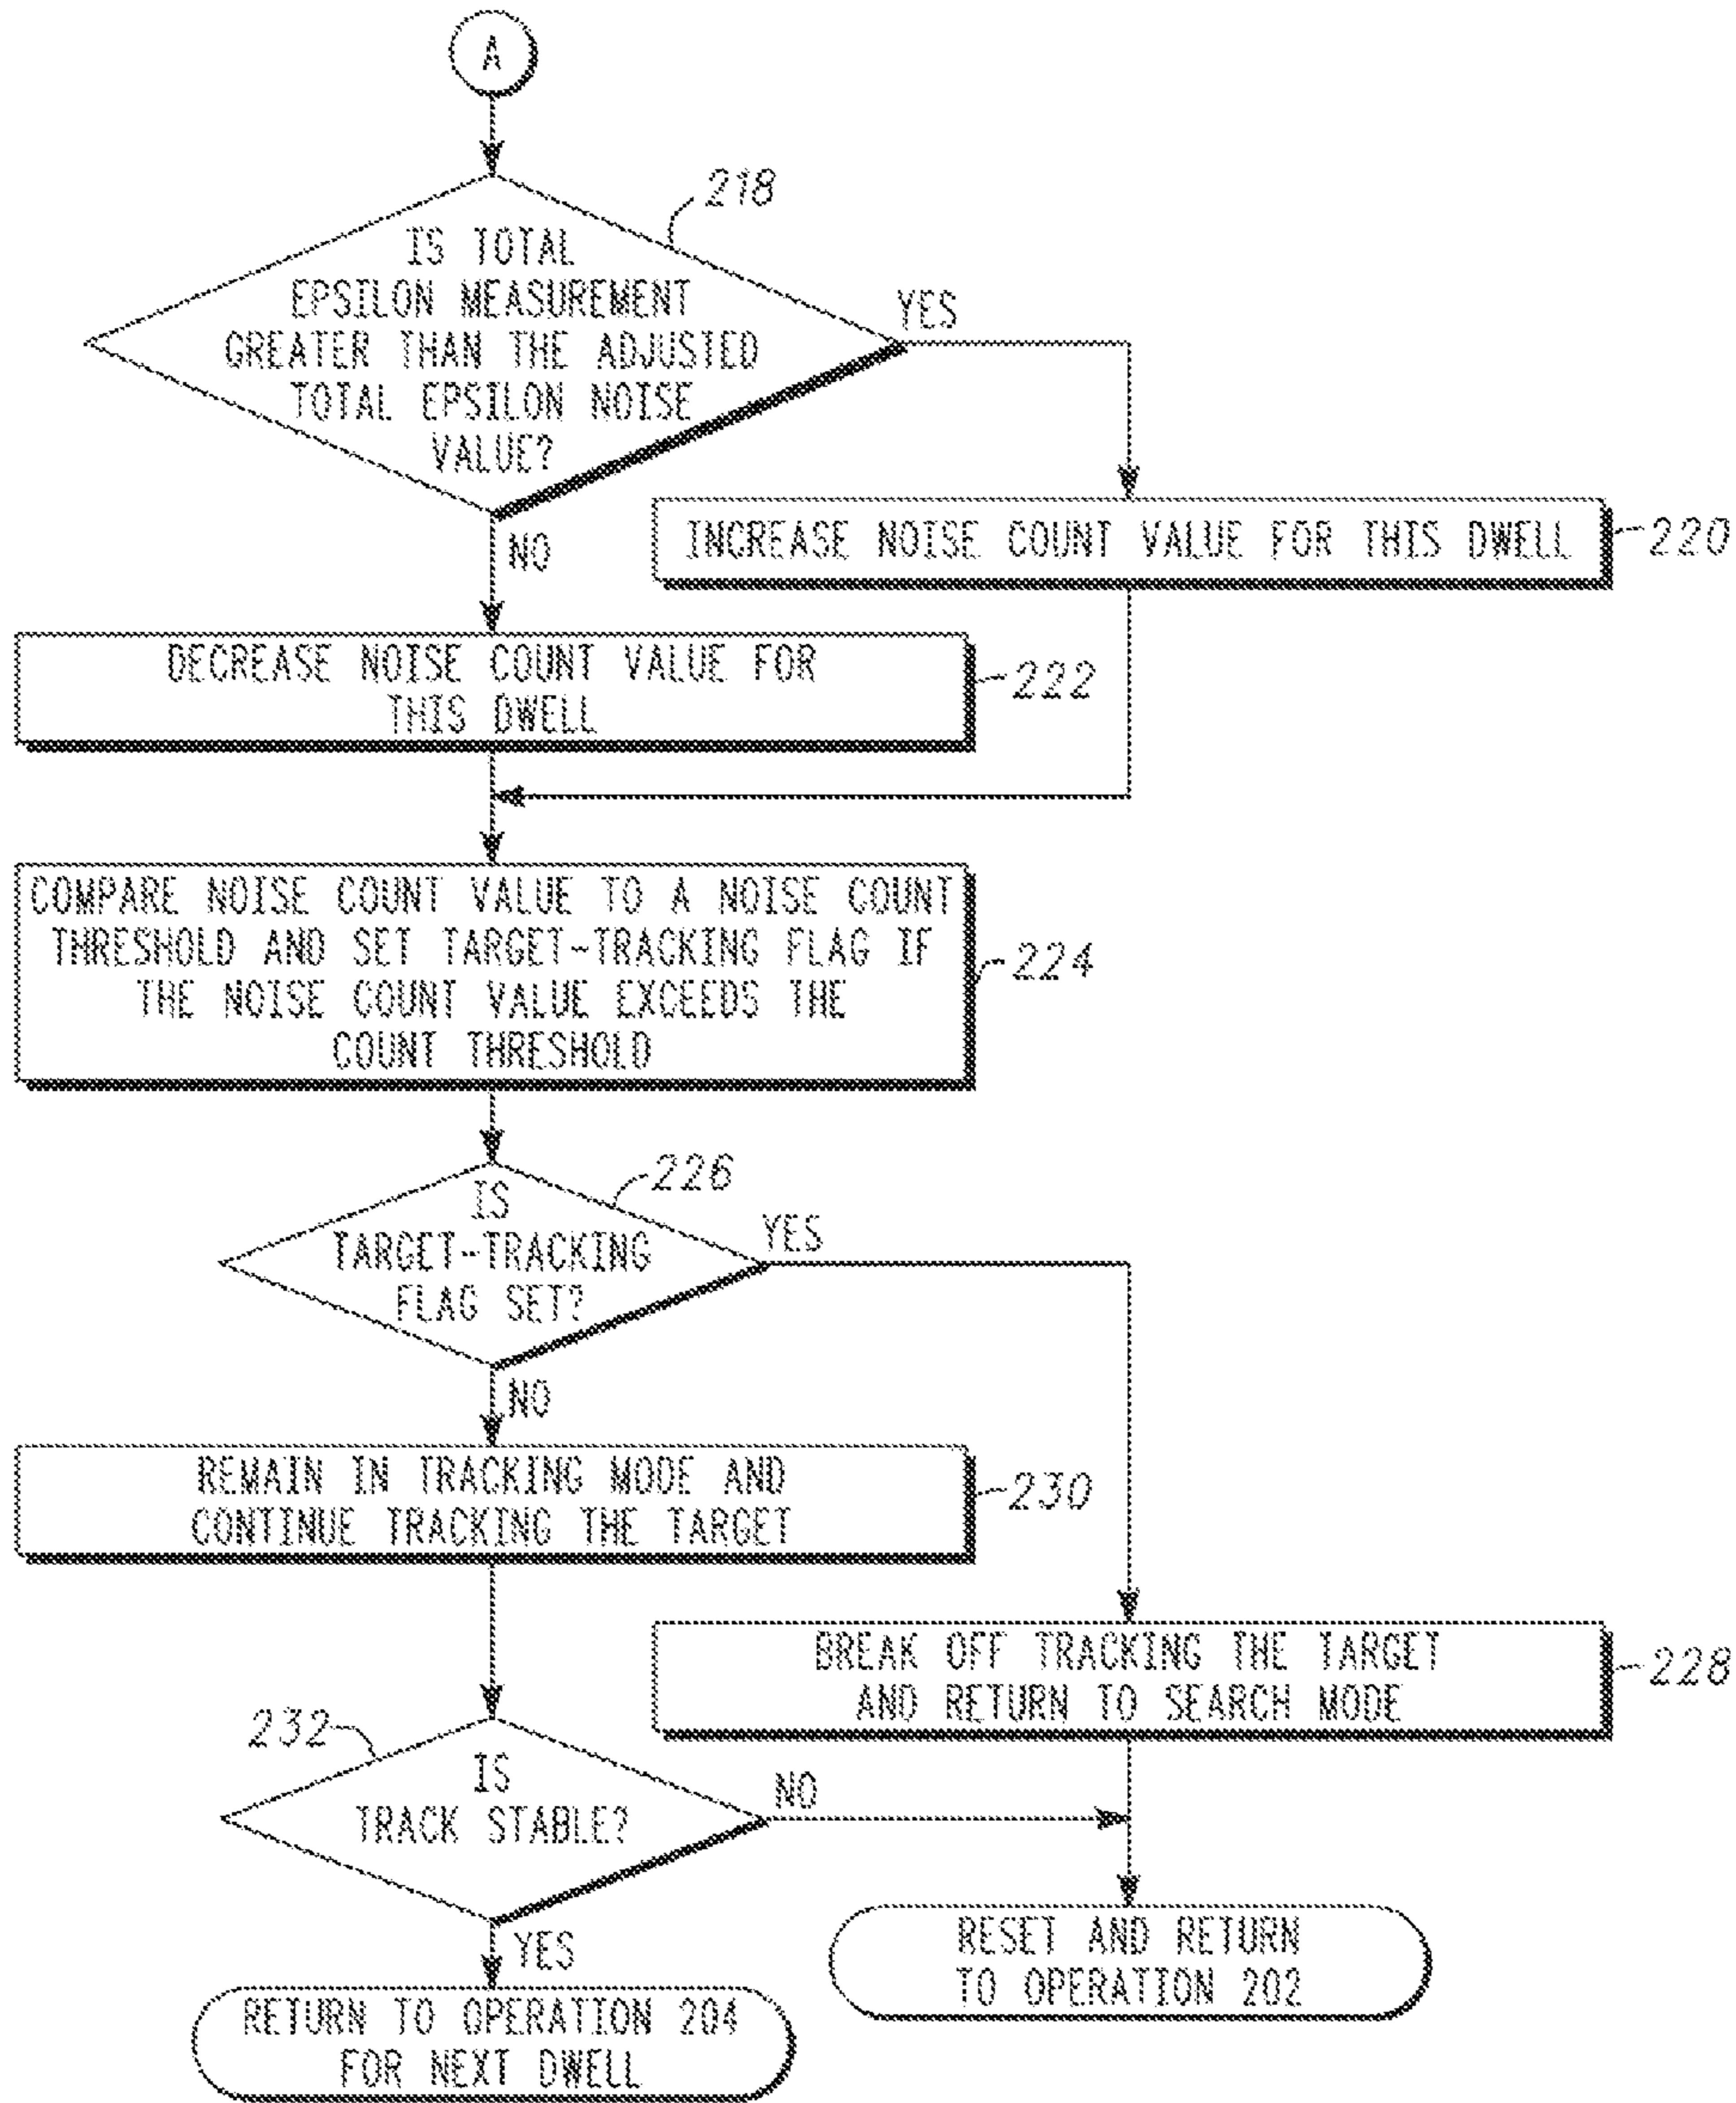 A
218
IS TOTAL
EPSILON MEASUREMENT
GREATER THAN THE ADJUSTED
TOTAL EPSILON NOISE
VALUE?
YES
NO
INCREASE NOISE COUNT VALUE FOR THIS DWELL
220
DECREASE NOISE COUNT VALUE FOR
THIS DWELL
222
COMPARE NOISE COUNT VALUE TO A NOISE COUNT
THRESHOLD AND SET TARGET-TRACKING FLAG IF
THE NOISE COUNT VALUE EXCEEDS THE
COUNT THRESHOLD
224
226
IS
TARGET-TRACKING
FLAG SET?
YES
NO
REMAIN IN TRACKING MODE AND
CONTINUE TRACKING THE TARGET
230
BREAK OFF TRACKING THE TARGET
AND RETURN TO SEARCH MODE
228
232
IS
TRACK STABLE?
NO
YES
RESET AND RETURN
TO OPERATION 202
RETURN TO OPERATION 204
FOR NEXT DWELL